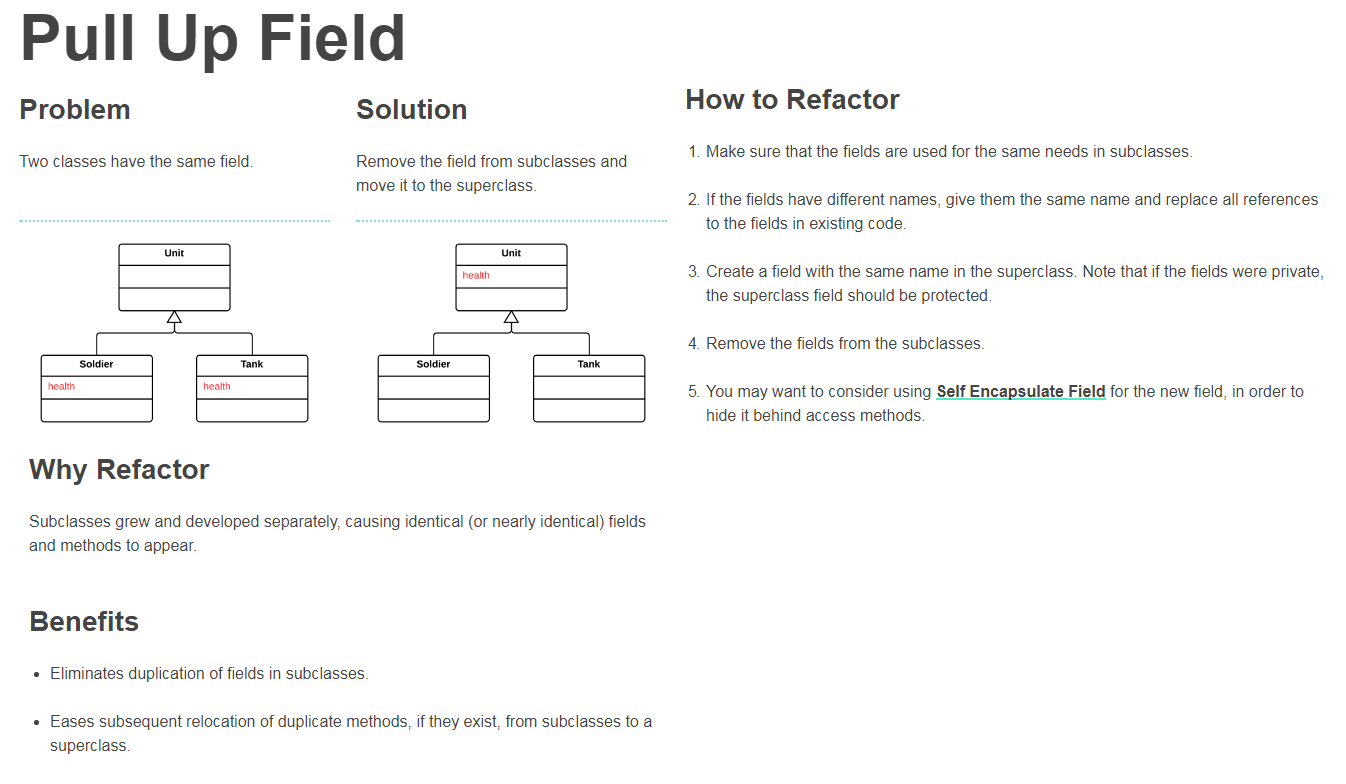 Pull Up Field
Problem
Two classes have the same field.
Solution
Remove the field from subclasses and
move it to the superclass.
Unit
Soldier
health
Tank
health
Unit
health
Soldier
Tank
Why Refactor
Subclasses grew and developed separately, causing identical (or nearly identical) fields
and methods to appear.
Benefits
• Eliminates duplication of fields in subclasses.
• Eases subsequent relocation of duplicate methods, if they exist, from subclasses to a
superclass.
How to Refactor
1. Make sure that the fields are used for the same needs in subclasses.
2. If the fields have different names, give them the same name and replace all references
to the fields in existing code.
3. Create a field with the same name in the superclass. Note that if the fields were private,
the superclass field should be protected.
4. Remove the fields from the subclasses.
5. You may want to consider using Self Encapsulate Field for the new field, in order to
hide it behind access methods.